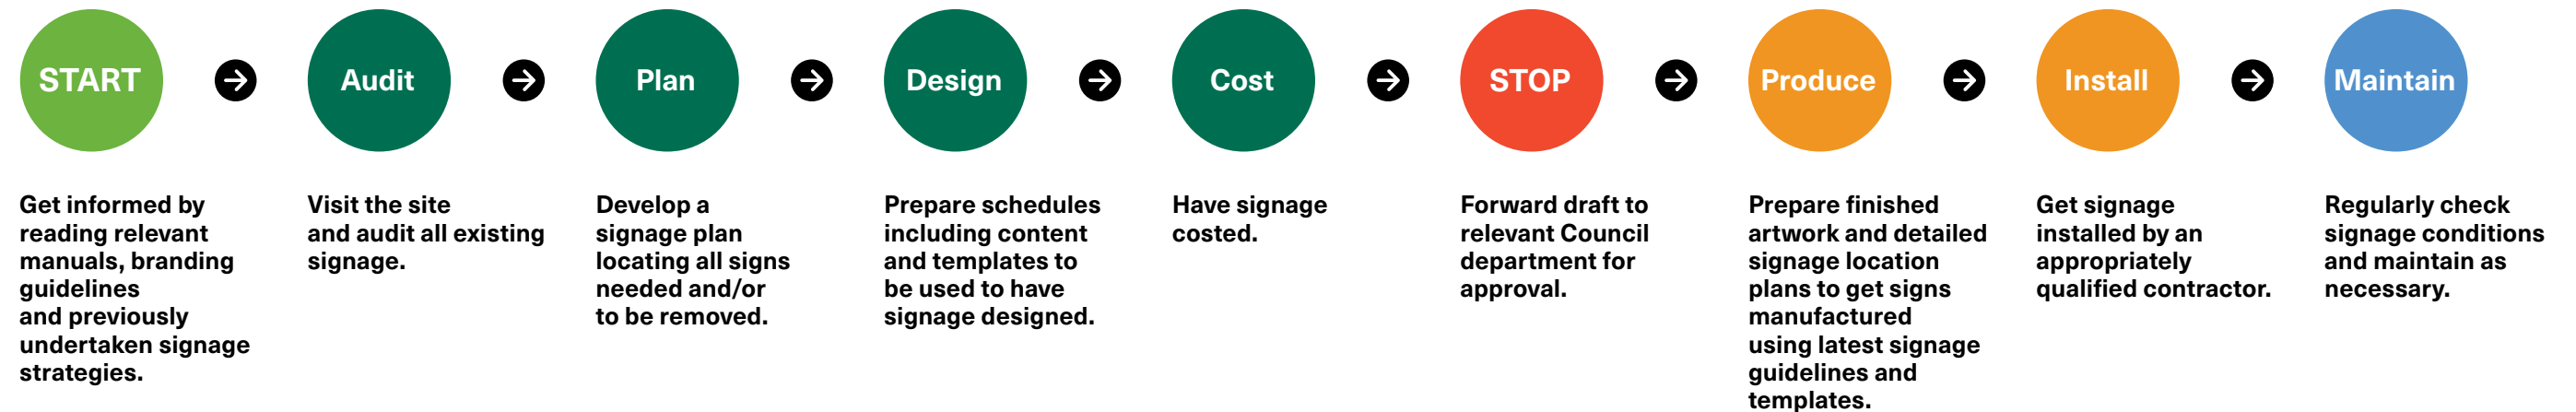 START
Audit
Plan
Design
Cost
STOP
Produce
Install
Maintain
Get informed by
reading relevant
manuals, branding
guidelines
and previously
undertaken signage
strategies.
Visit the site
and audit all existing
signage.
Develop a
signage plan
locating all signs
needed and/or
to be removed.
Prepare schedules
including content
and templates to
be used to have
signage designed.
Have signage
costed.
Forward draft to
relevant Council
department for
approval.
Prepare finished
artwork and detailed
signage location
plans to get signs
manufactured
using latest signage
guidelines and
templates.
Get signage
installed by an
appropriately
qualified contractor.
Regularly check
signage conditions
and maintain as
necessary.